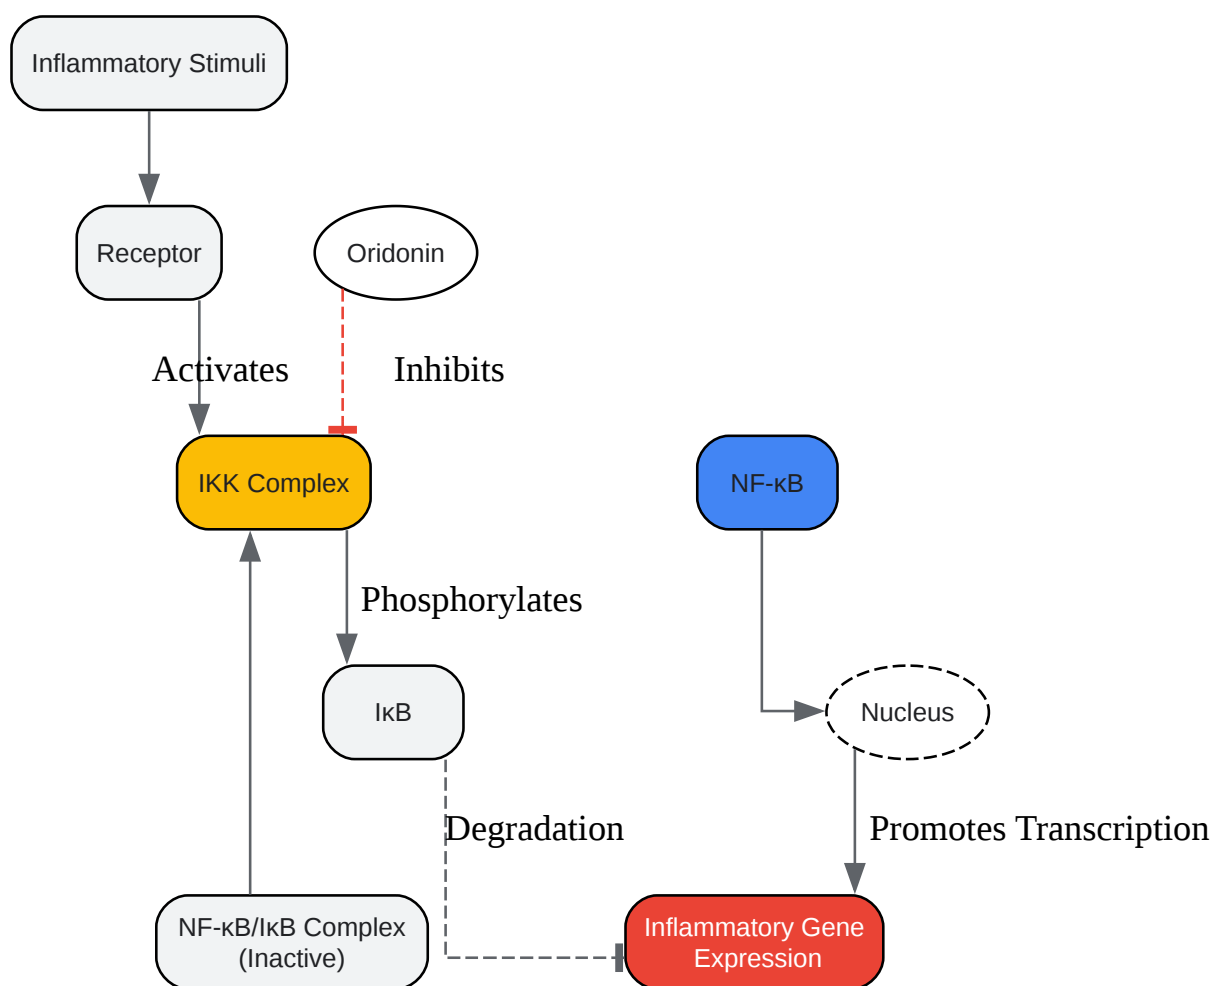 Inflammatory Stimuli
Receptor
Oridonin
Activates
Inhibits
IKK Complex
NF-κB
Phosphorylates
IκB
Nucleus
Degradation
Promotes Transcription
NF-κB/IκB Complex
(Inactive)
Inflammatory Gene
Expression